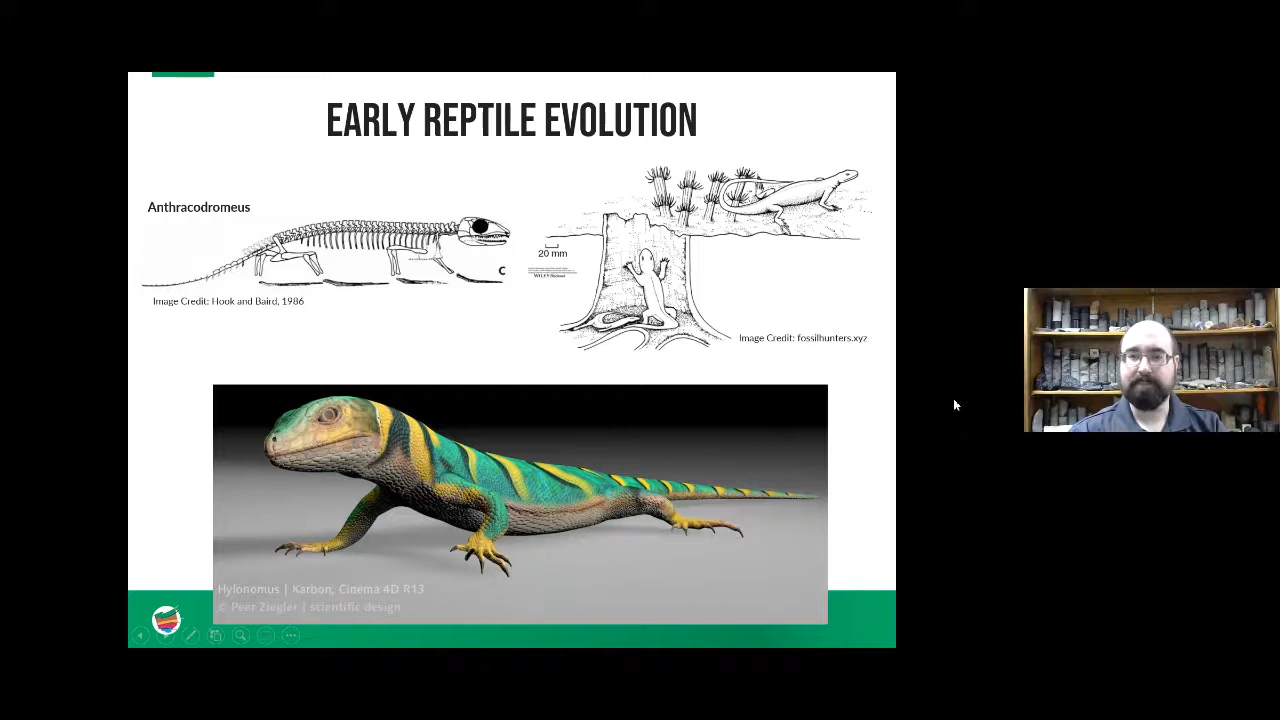 EARLY REPTILE EVOLUTION
Anthracodromeus
20 mm
WILEY
C
Image Credit: Hook and Baird, 1986
Image Credit: fossilhunters.xyz
Hylonomus | Karbon, Cinema 4D R13
© Peer Ziegler | scientific design